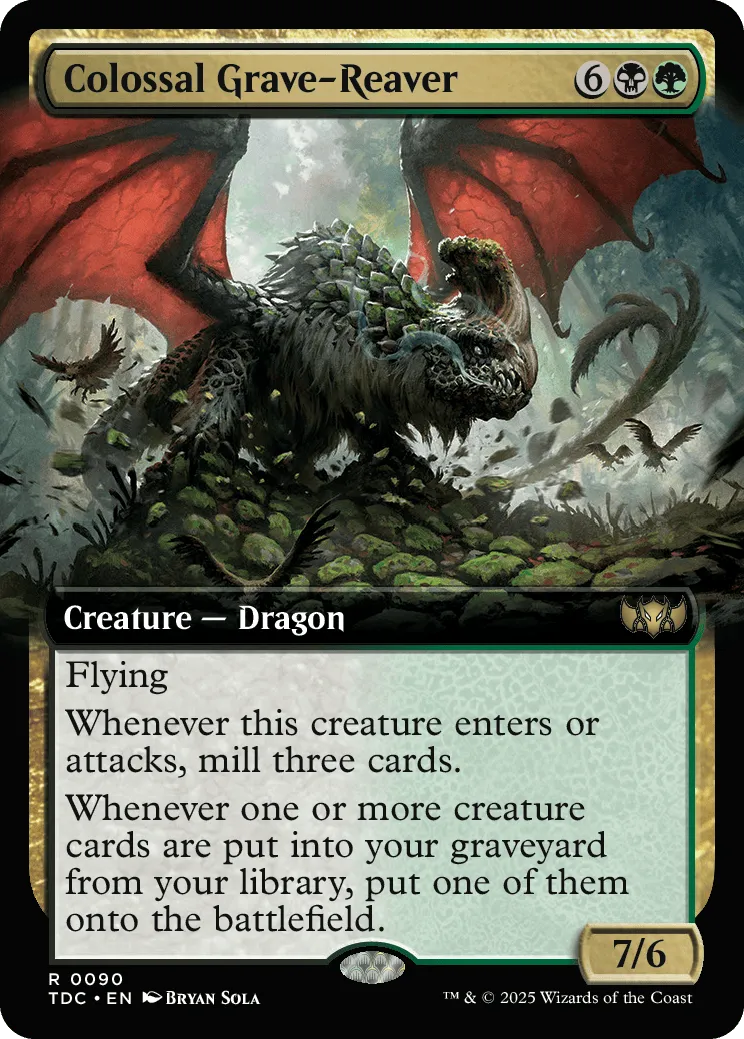 Colossal Grave-Reaver 6
Creature — Dragon
Flying
Whenever this creature enters or
attacks, mill three cards.
Whenever one or more creature
cards are put into your graveyard
from your library, put one of them
onto the battlefield.
7/6
R 0090
TDC • EN Bryan Sola
™ & © 2025 Wizards of the Coast